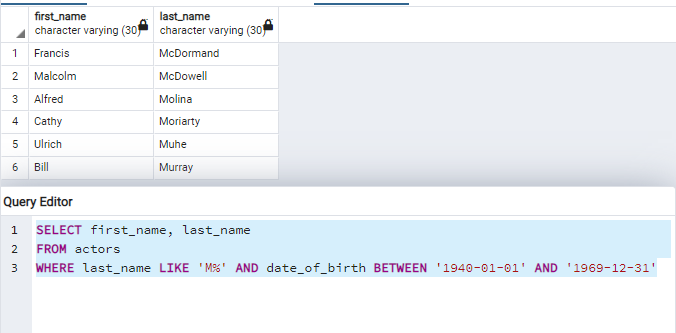 first_name last_name
character varying (30) character varying (30)
1 Francis McDormand
2 Malcolm McDowell
3 Alfred Molina
4 Cathy Moriarty
5 Ulrich Muhe
6 Bill Murray
Query Editor
1 SELECT first_name, last_name
2 FROM actors
3 WHERE last_name LIKE 'M%' AND date_of_birth BETWEEN '1940-01-01' AND '1969-12-31'